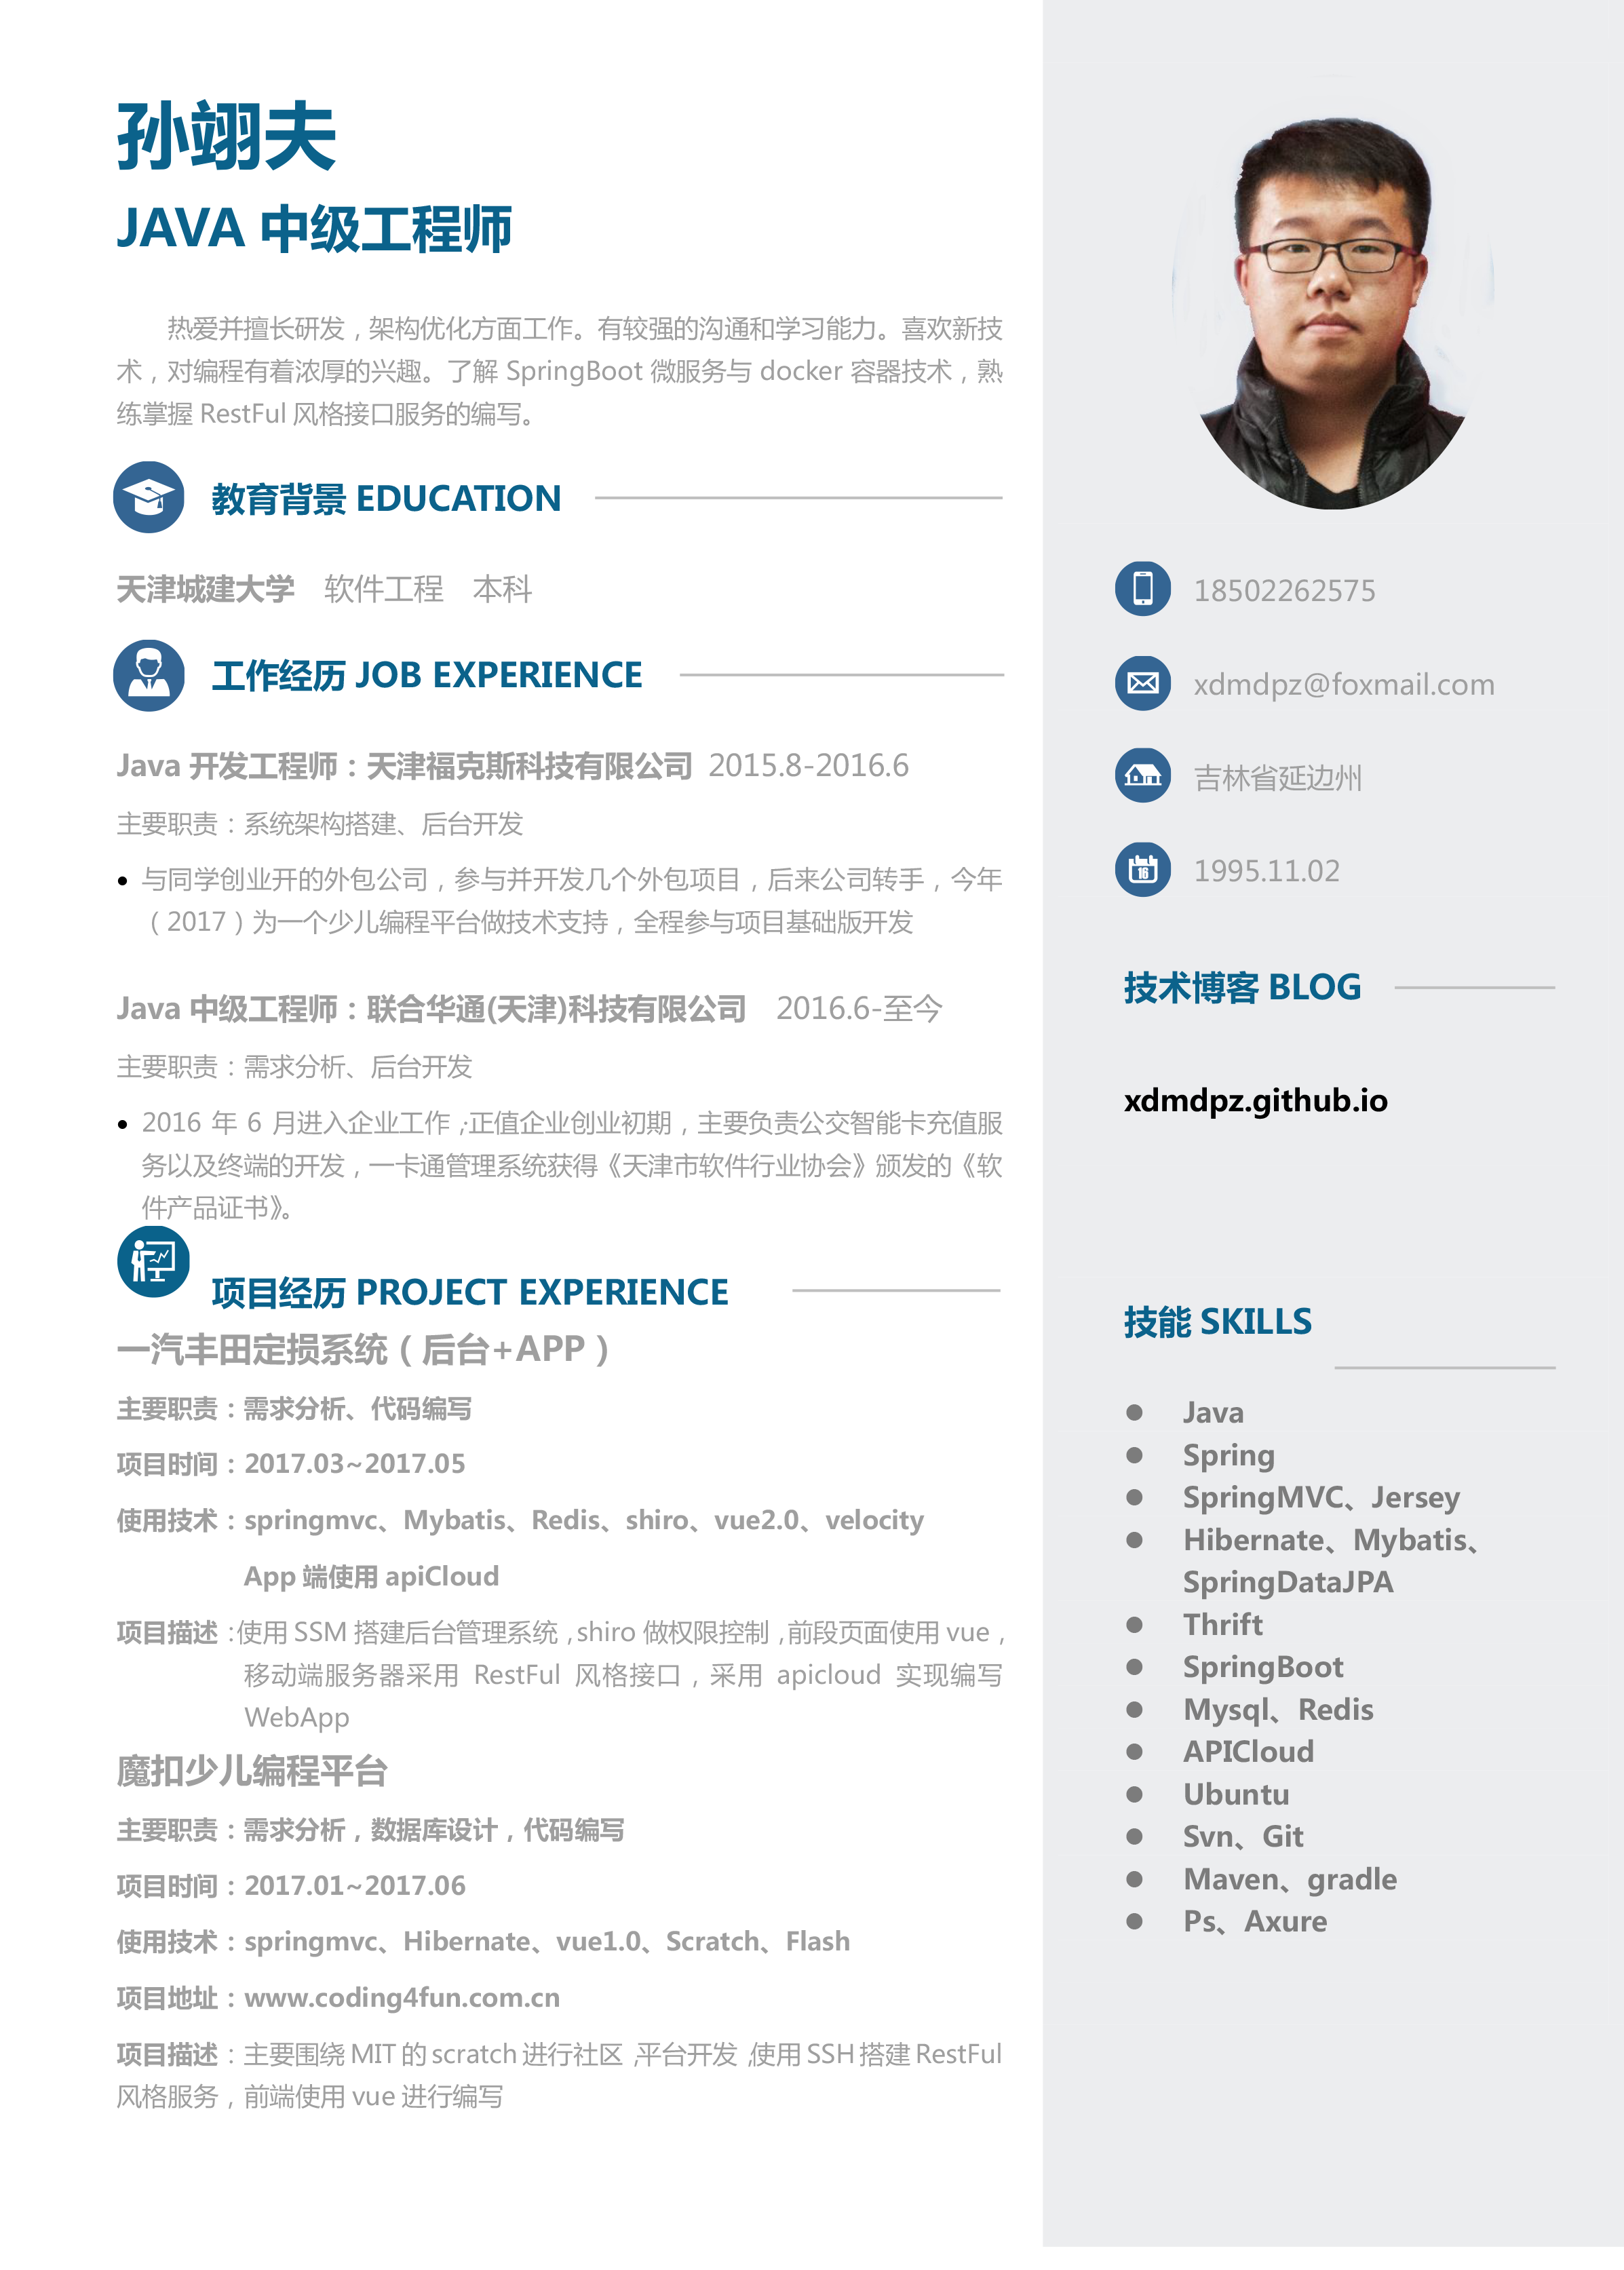 孙翊夫
JAVA 中级工程师
热爱并擅长研发，架构优化方面工作。有较强的沟通和学习能力。喜欢新技
术，对编程有着浓厚的兴趣。了解 SpringBoot 微服务与 docker 容器技术，熟
练掌握 RestFul 风格接口服务的编写。
教育背景 EDUCATION
天津城建大学 软件工程 本科
工作经历 JOB EXPERIENCE
Java 开发工程师：天津福克斯科技有限公司 2015.8-2016.6
主要职责：系统架构搭建、后台开发
● 与同学创业开的外包公司，参与并开发几个外包项目，后来公司转手，今年
（2017）为一个少儿编程平台做技术支持，全程参与项目基础版开发
Java 中级工程师：联合华通(天津)科技有限公司 2016.6-至今
主要职责：需求分析、后台开发
● 2016 年 6 月进入企业工作，正值企业创业初期，主要负责公交智能卡充值服
务以及终端的开发，一卡通管理系统获得《天津市软件行业协会》颁发的《软
件产品证书》。
项目经历 PROJECT EXPERIENCE
一汽丰田定损系统（后台+APP）
主要职责：需求分析、代码编写
项目时间：2017.03~2017.05
使用技术：springmvc、Mybatis、Redis、shiro、vue2.0、velocity
App 端使用 apiCloud
项目描述：使用 SSM 搭建后台管理系统，shiro 做权限控制，前段页面使用 vue，
移动端服务器采用 RestFul 风格接口，采用 apicloud 实现编写
WebApp
魔扣少儿编程平台
主要职责：需求分析，数据库设计，代码编写
项目时间：2017.01~2017.06
使用技术：springmvc、Hibernate、vue1.0、Scratch、Flash
项目地址：www.coding4fun.com.cn
项目描述：主要围绕 MIT 的 scratch 进行社区，平台开发，使用 SSH 搭建 RestFul
风格服务，前端使用 vue 进行编写
18502262575
xdmdpz@foxmail.com
吉林省延边州
16
1995.11.02
技术博客 BLOG
xdmdpz.github.io
技能 SKILLS
● Java
● Spring
● SpringMVC、Jersey
● Hibernate、Mybatis、
SpringDataJPA
● Thrift
● SpringBoot
● Mysql、Redis
● APICloud
● Ubuntu
● Svn、Git
● Maven、gradle
● Ps、Axure